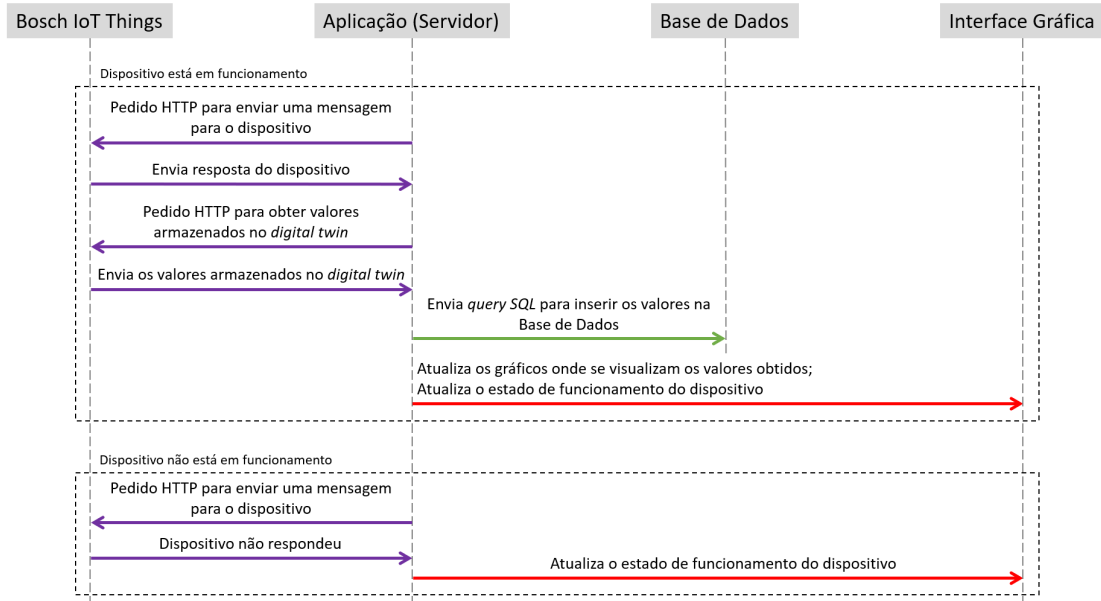 Bosch IoT Things
Aplicação (Servidor)
Base de Dados
Interface Gráfica
Dispositivo está em funcionamento
Pedido HTTP para enviar uma mensagem
para o dispositivo
Envia resposta do dispositivo
Pedido HTTP para obter valores
armazenados no digital twin
Envia os valores armazenados no digital twin
Envia query SQL para inserir os valores na
Base de Dados
Atualiza os gráficos onde se visualizam os valores obtidos;
Atualiza o estado de funcionamento do dispositivo
Dispositivo não está em funcionamento
Pedido HTTP para enviar uma mensagem
para o dispositivo
Dispositivo não respondeu
Atualiza o estado de funcionamento do dispositivo